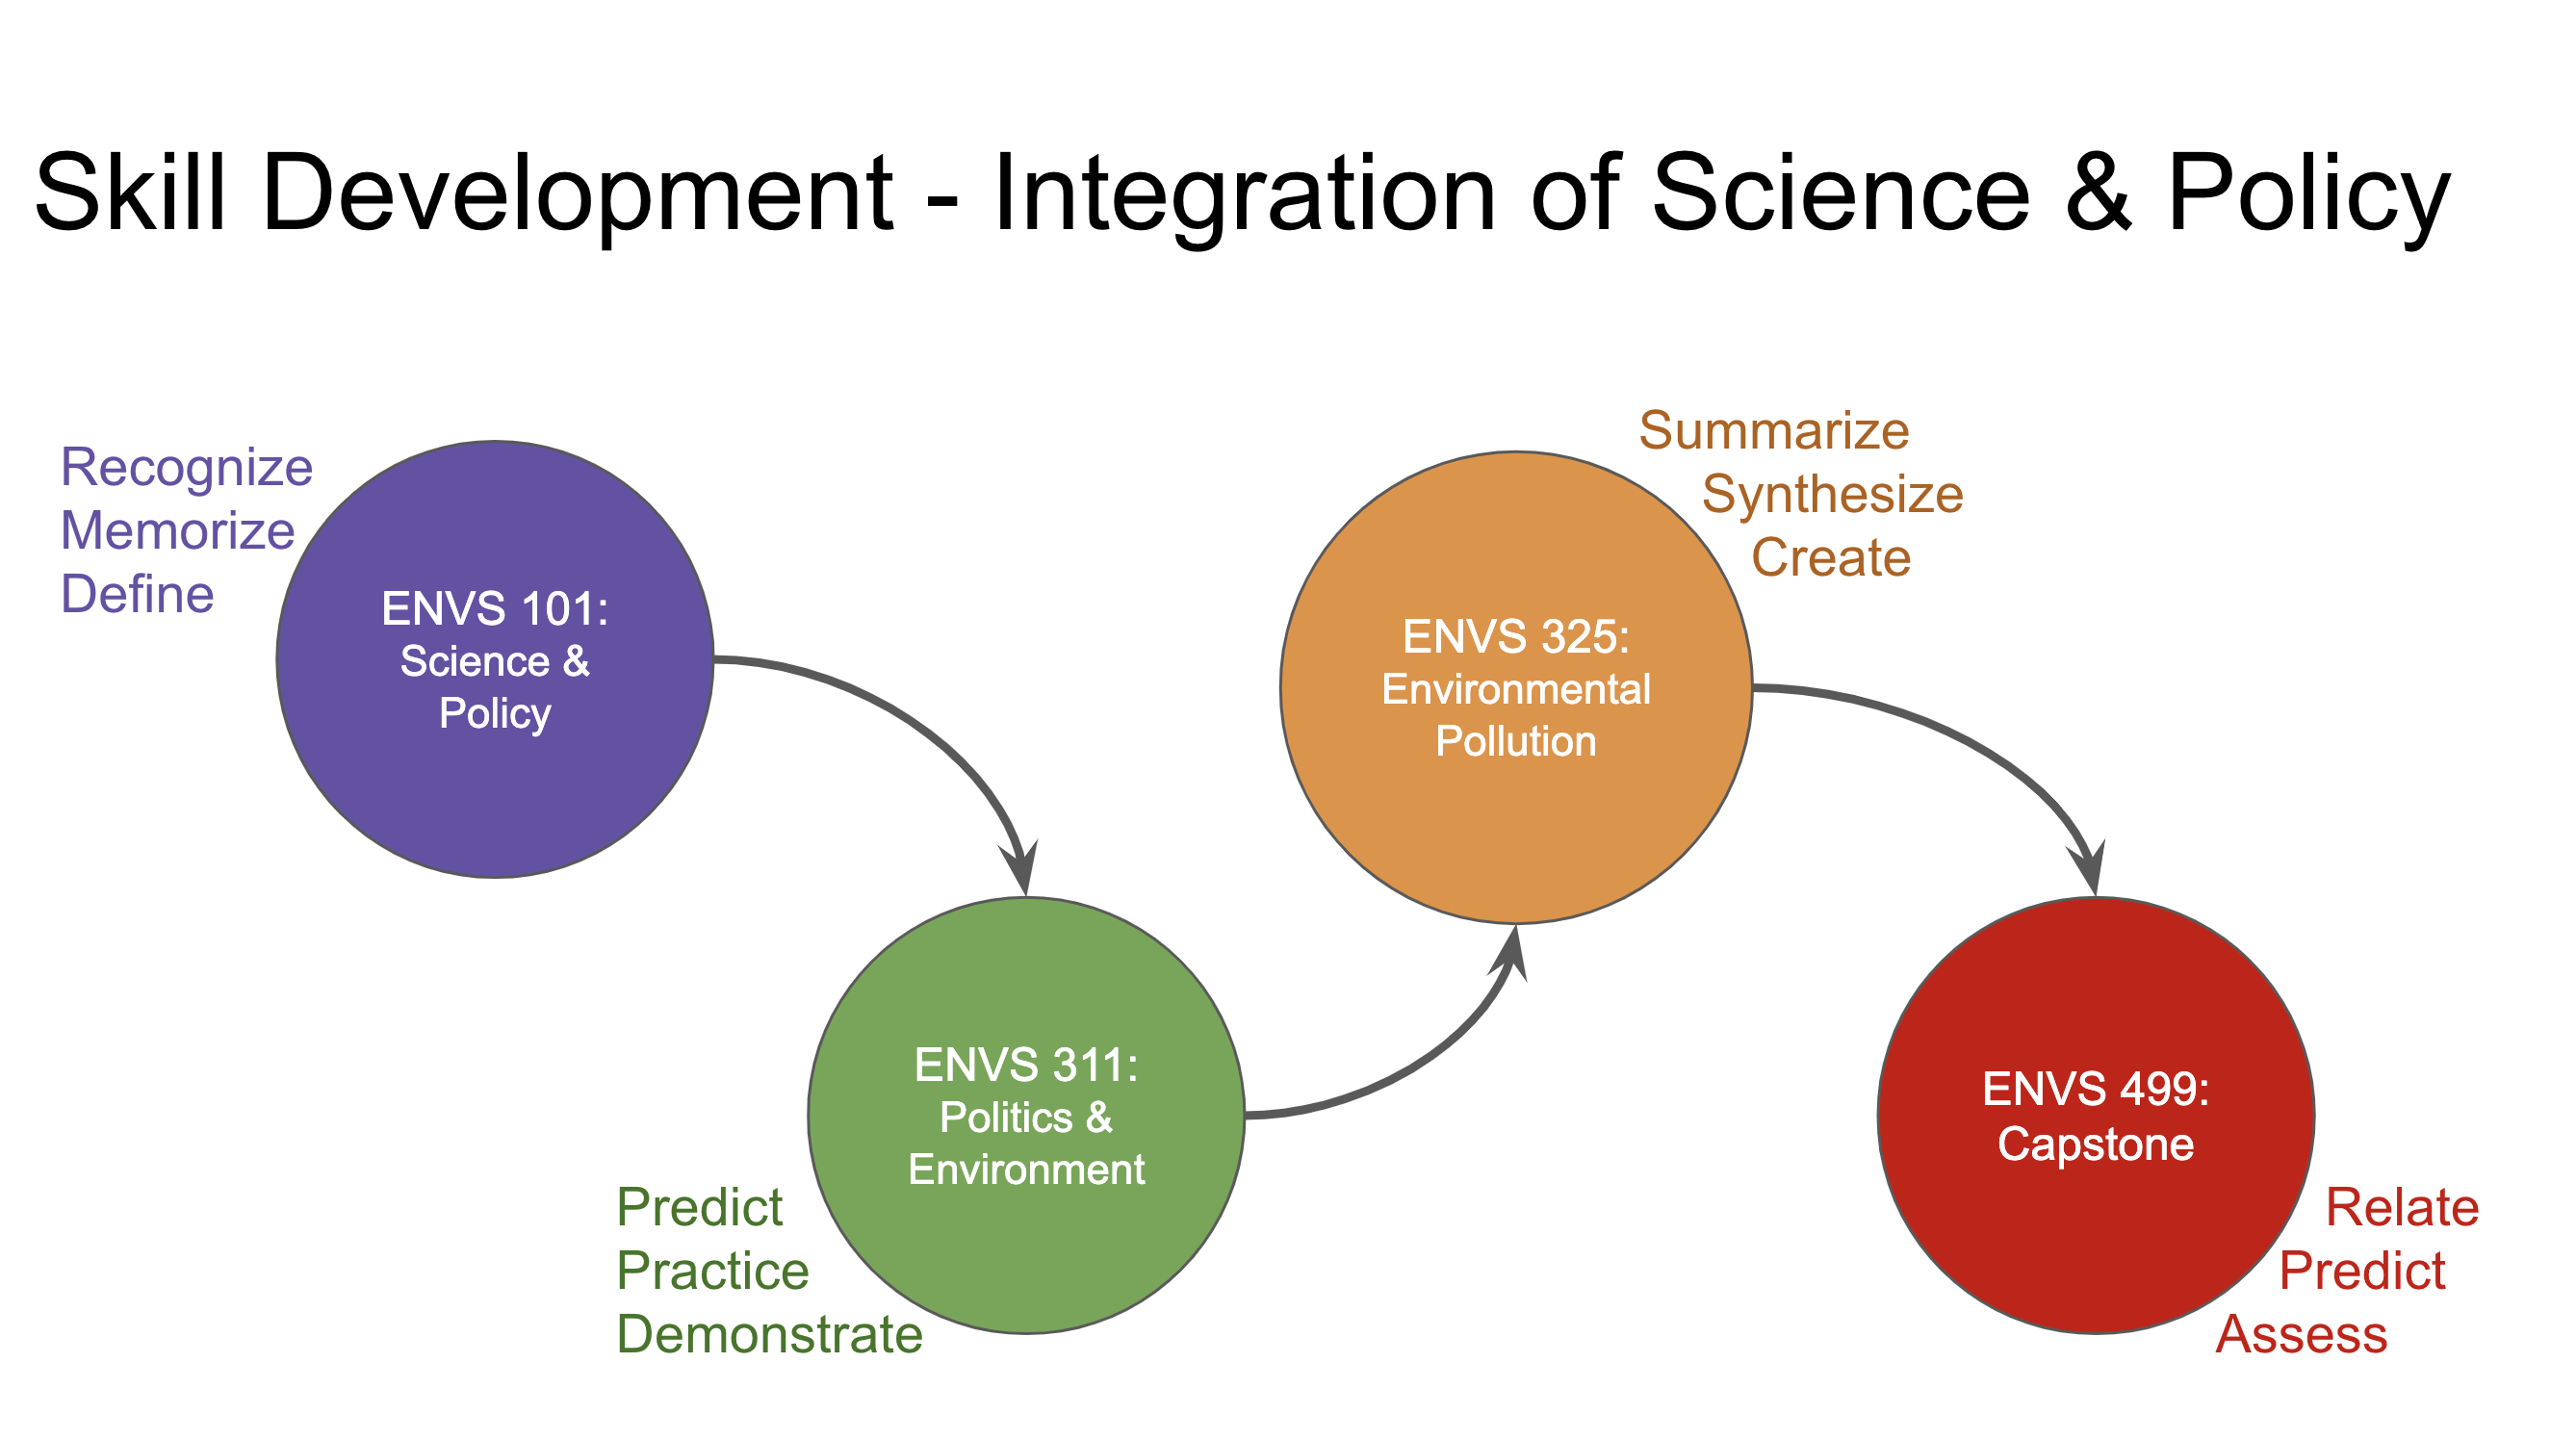 Skill Development - Integration of Science & Policy
Recognize
Memorize
Define
ENVS 101:
Science &
Policy
Predict
Practice
Demonstrate
ENVS 311:
Politics &
Environment
Summarize
Synthesize
Create
ENVS 325:
Environmental
Pollution
ENVS 499:
Capstone
Relate
Predict
Assess